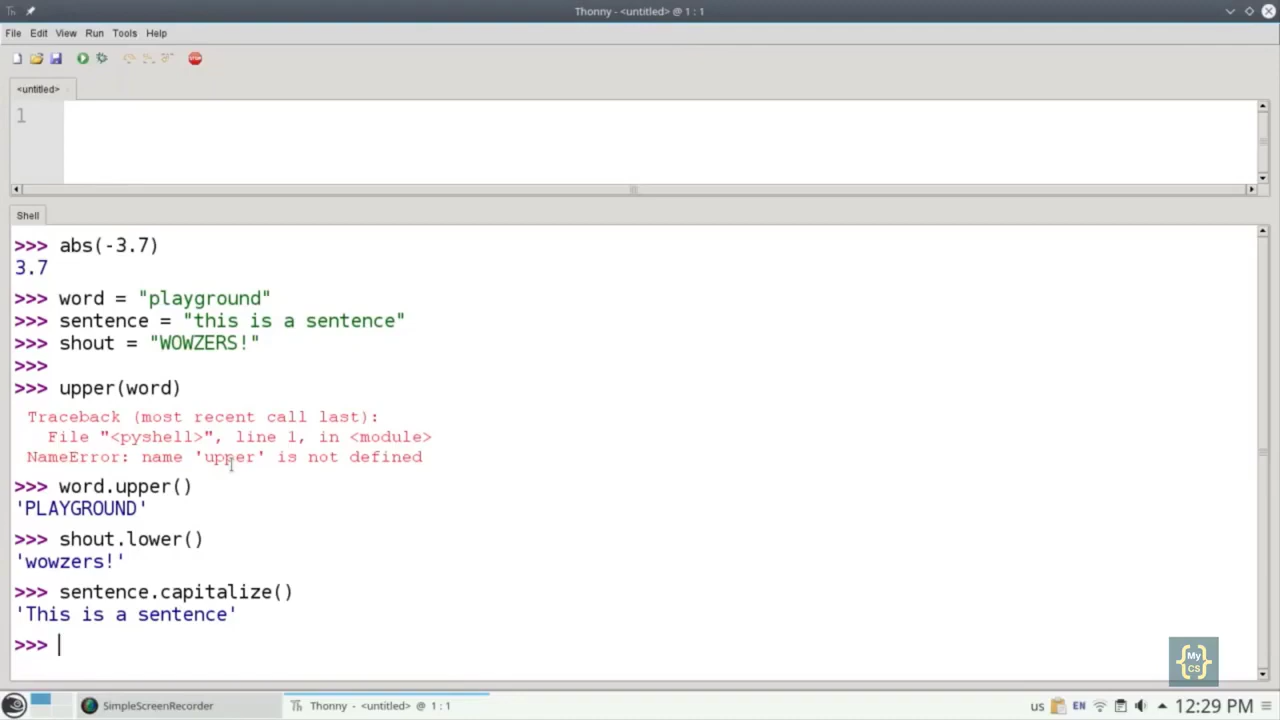 Thonny - <untitled> @ 1 : 1
File Edit View Run Tools Help
<untitled>
1
Shell
>>> abs(-3.7)
3.7
>>> word = "playground"
>>> sentence = "this is a sentence"
>>> shout = "WOWZERS!"
>>>
>>> upper(word)
Traceback (most recent call last):
File "<pyshell>", line 1, in <module>
NameError: name 'upper' is not defined
>>> word.upper()
'PLAYGROUND'
>>> shout.lower()
'wowzers!'
>>> sentence.capitalize()
'This is a sentence'
>>>
{My
CS}
SimpleScreenRecorder
Thonny - <untitled> @ 1 : 1
us EN 12:29 PM